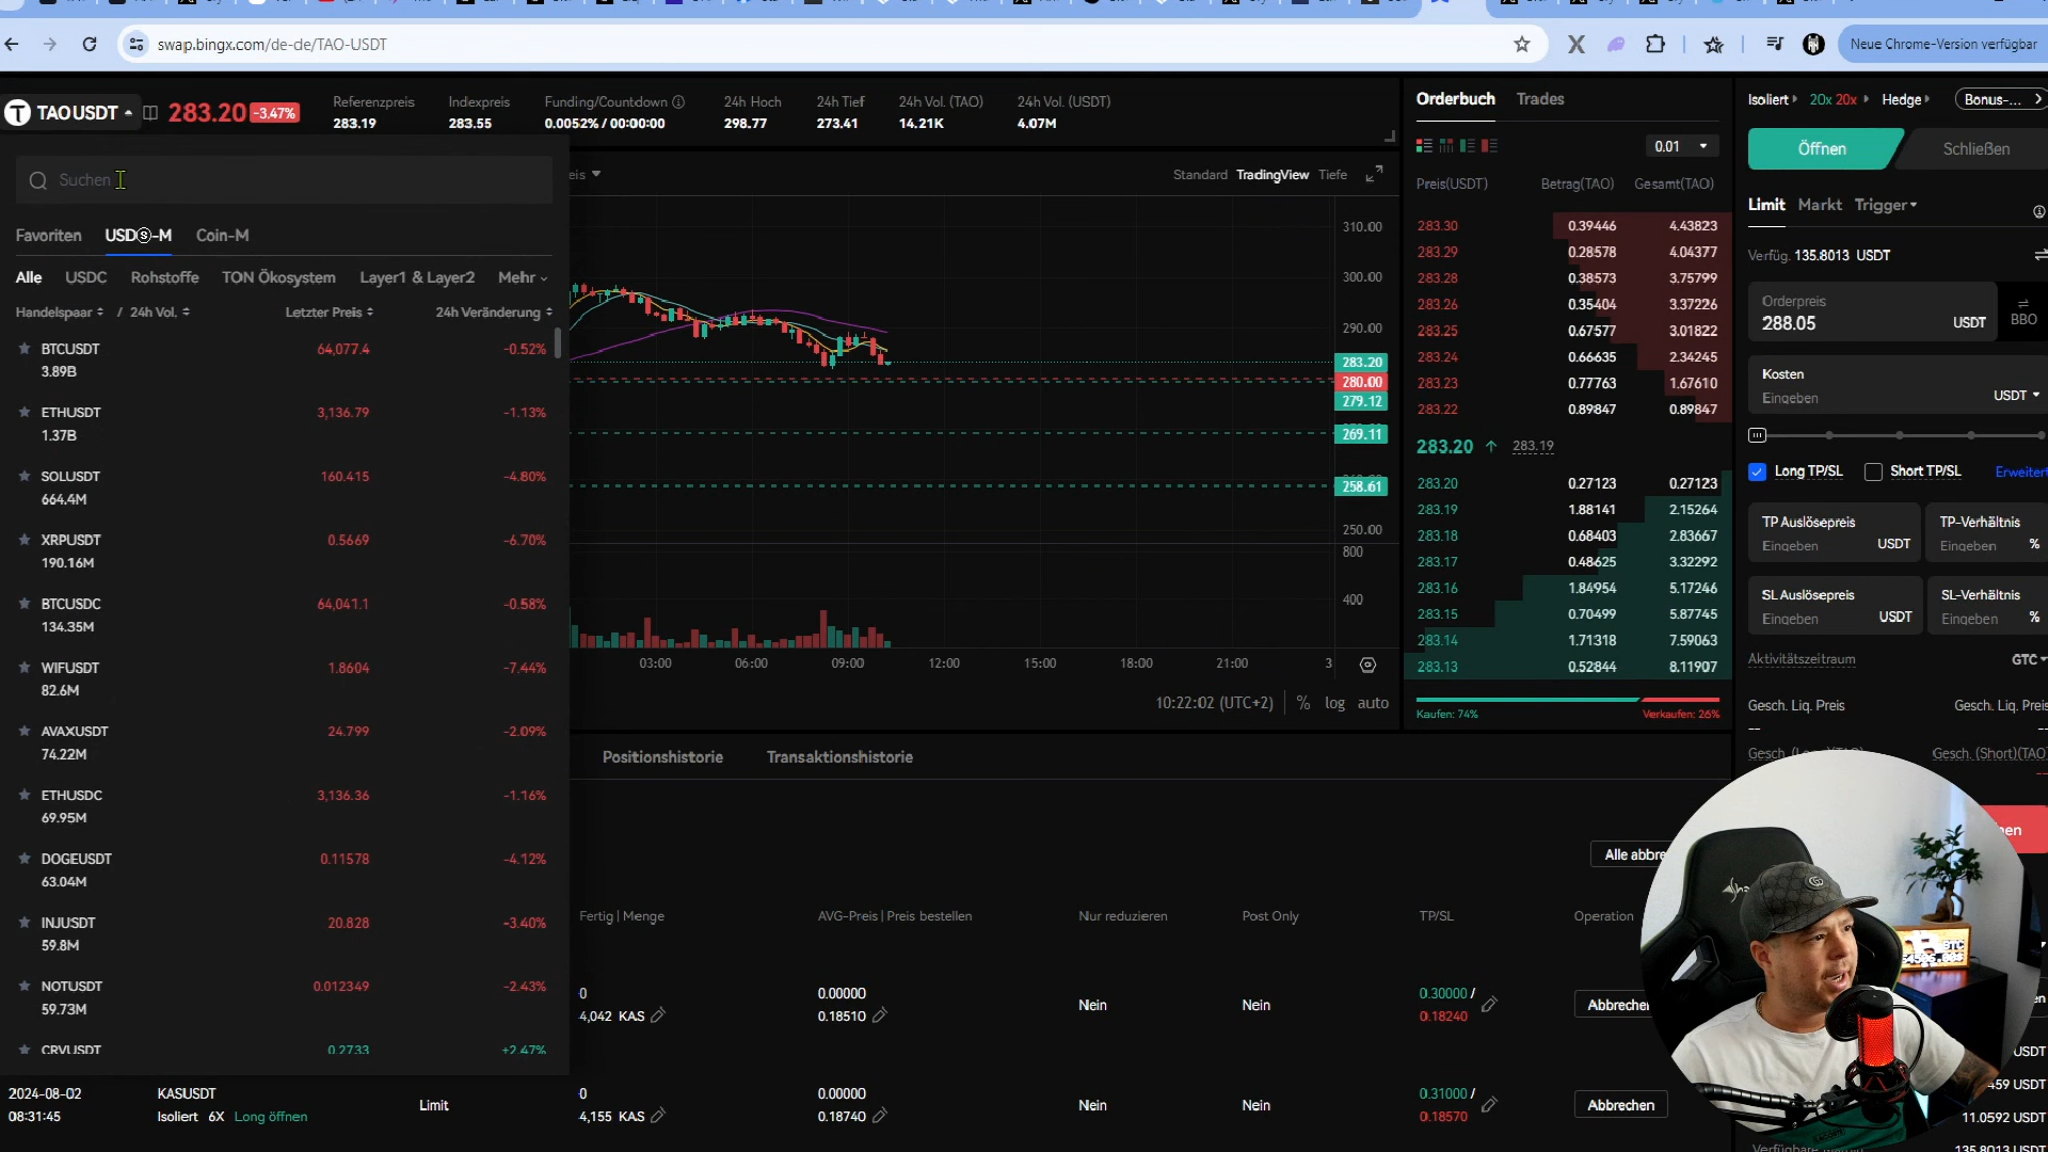 swap.bingx.com/de-de/TAO-USDT
Neue Chrome-Version verfügbar
TAOUSDT 283.20 -3.47%
Referenzpreis 283.19
Indexpreis 283.55
Funding/Countdown 0.0052% / 00:00:00
24h Hoch 298.77
24h Tief 273.41
24h Vol. (TAO) 14.21K
24h Vol. (USDT) 4.07M
Suchen
Favoriten USDⓈ-M Coin-M
Alle USDC Rohstoffe TON Ökosystem Layer1 & Layer2 Mehr
Handelspaar / 24h Vol. Letzter Preis 24h Veränderung
BTCUSDT 64,077.4 -0.52%
3.89B
ETHUSDT 3,136.79 -1.13%
1.37B
SOLUSDT 160.415 -4.80%
664.4M
XRPUSDT 0.5669 -6.70%
190.16M
BTCUSDC 64,041.1 -0.58%
134.35M
WIFUSDT 1.8604 -7.44%
82.6M
AVAXUSDT 24.799 -2.09%
74.22M
ETHUSDC 3,136.36 -1.16%
69.95M
DOGEUSDT 0.11578 -4.12%
63.04M
INJUSDT 20.828 -3.40%
59.8M
NOTUSDT 0.012349 -2.43%
59.73M
CRVUSDT 0.2733 +2.47%
eis
Standard TradingView Tiefe
310.00
300.00
290.00
283.20
280.00
279.12
269.11
258.61
250.00
800
400
03:00 06:00 09:00 12:00 15:00 18:00 21:00 3
10:22:02 (UTC+2) % log auto
Orderbuch Trades
0.01
Preis(USDT) Betrag(TAO) Gesamt(TAO)
283.30 0.39446 4.43823
283.29 0.28578 4.04377
283.28 0.38573 3.75799
283.26 0.35404 3.37226
283.25 0.67577 3.01822
283.24 0.66635 2.34245
283.23 0.77763 1.67610
283.22 0.89847 0.89847
283.20 ↑ 283.19
283.20 0.27123 0.27123
283.19 1.88141 2.15264
283.18 0.68403 2.83667
283.17 0.48625 3.32292
283.16 1.84954 5.17246
283.15 0.70499 5.87745
283.14 1.71318 7.59063
283.13 0.52844 8.11907
Kaufen: 74% Verkaufen: 26%
Isoliert 20x 20x Hedge Bonus-...
Öffnen Schließen
Limit Markt Trigger
Verfüg. 135.8013 USDT
Orderpreis
288.05 USDT
BBO
Kosten
Eingeben USDT
Long TP/SL Short TP/SL Erweitert
TP Auslösepreis TP-Verhältnis
Eingeben USDT Eingeben %
SL Auslösepreis SL-Verhältnis
Eingeben USDT Eingeben %
Aktivitätszeitraum GTC
Gesch. Liq. Preis Gesch. Liq. Preis
-- --
Gesch. (Short)(TAO
Positionshistorie Transaktionshistorie
Alle abbre
Fertig | Menge AVG-Preis | Preis bestellen Nur reduzieren Post Only TP/SL Operation
0 0.00000 0.30000 /
4,042 KAS 0.18510 Nein Nein 0.18240 Abbrechen
2024-08-02 KASUSDT 0 0.00000 0.31000 /
Limit Nein Nein Abbrechen
08:31:45 Isoliert 6X Long öffnen 4,155 KAS 0.18740 0.18570
BTC
USDT
459 USDT
11.0592 USDT
135.8013 USDT